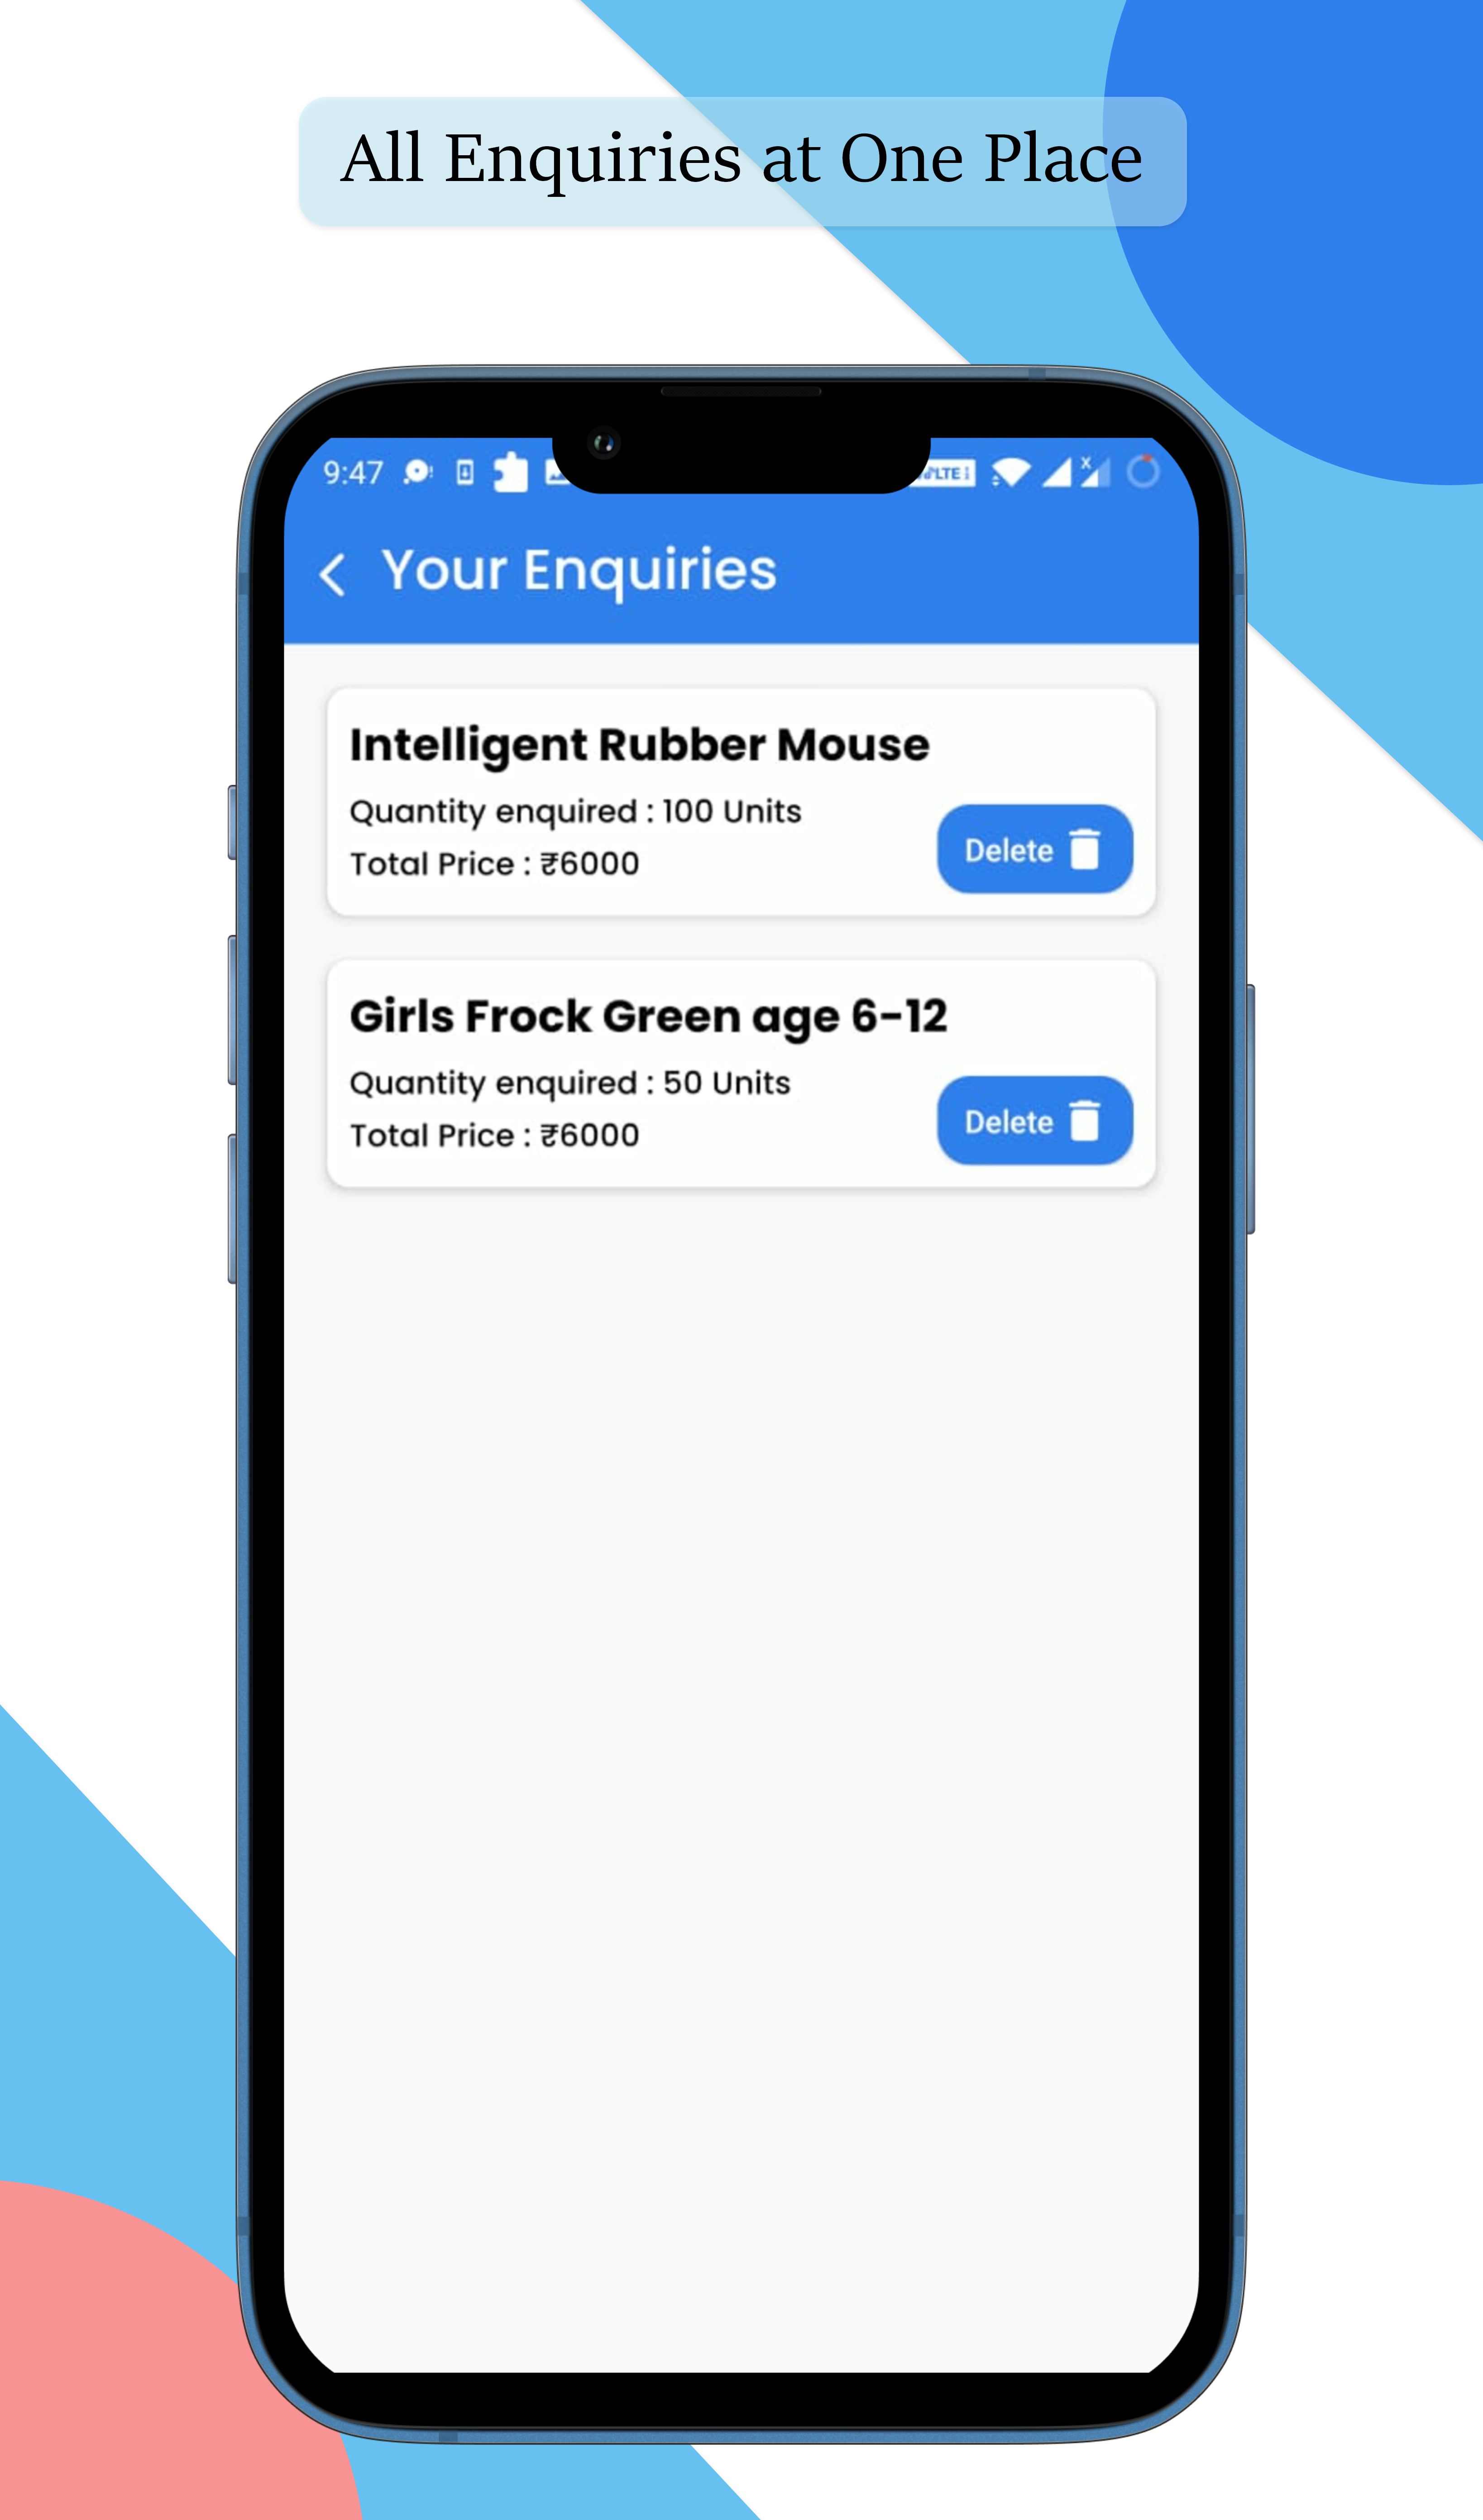 All Enquiries at One Place
9:47
LTE
Your Enquiries
Intelligent Rubber Mouse
Quantity enquired : 100 Units
Total Price : ₹6000
Delete
Girls Frock Green age 6-12
Quantity enquired : 50 Units
Total Price : ₹6000
Delete